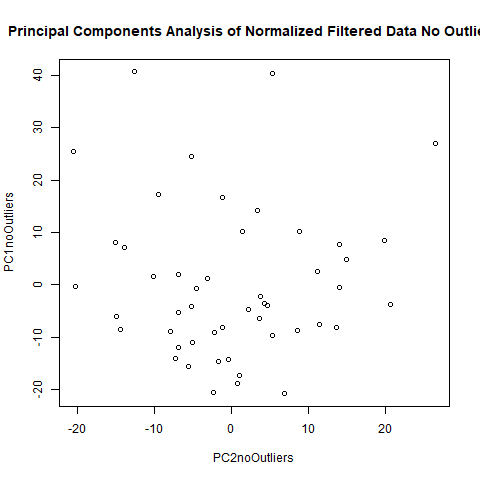 Principal Components Analysis of Normalized Filtered Data No Outlie
40
30
20
10
0
-10
-20
PC1noOutliers
-20 -10 0 10 20
PC2noOutliers